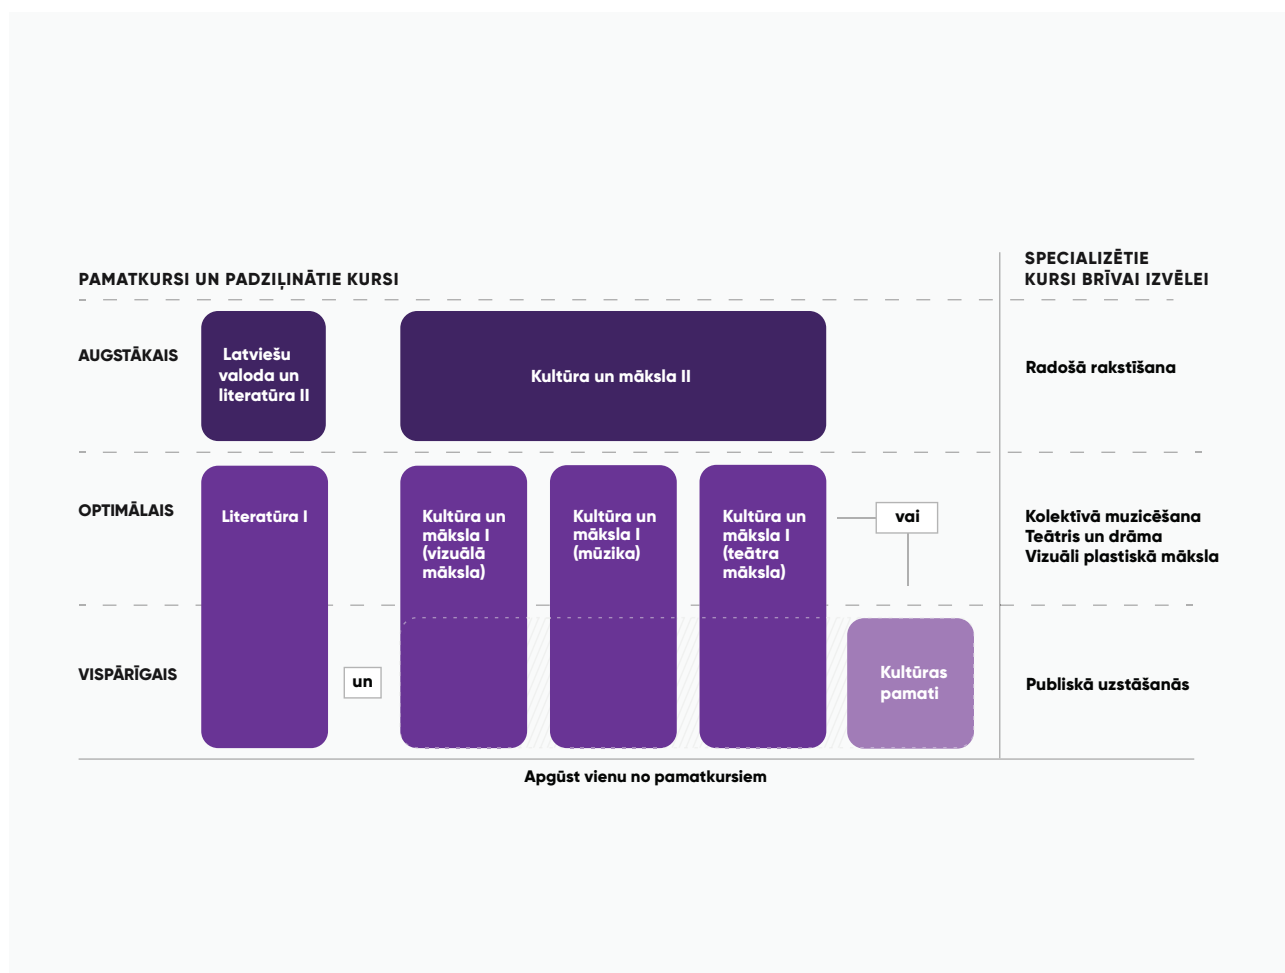 PAMATKURSI UN PADZIĻINĀTIE KURSI
SPECIALIZĒTIE
KURSI BRĪVAI IZVĒLEI
AUGSTĀKAIS
Latviešu
valoda un
literatūra II
Kultūra un māksla II
Radošā rakstīšana
OPTIMĀLAIS
Literatūra I
Kultūra un
māksla I
(vizuālā
māksla)
Kultūra un
māksla I
(mūzika)
Kultūra un
māksla I
(teātra
māksla)
vai
Kolektīvā muzicēšana
Teātris un drāma
Vizuāli plastiskā māksla
VISPĀRĪGAIS
un
Kultūras
pamati
Publiskā uzstāšanās
Apgūst vienu no pamatkursiem